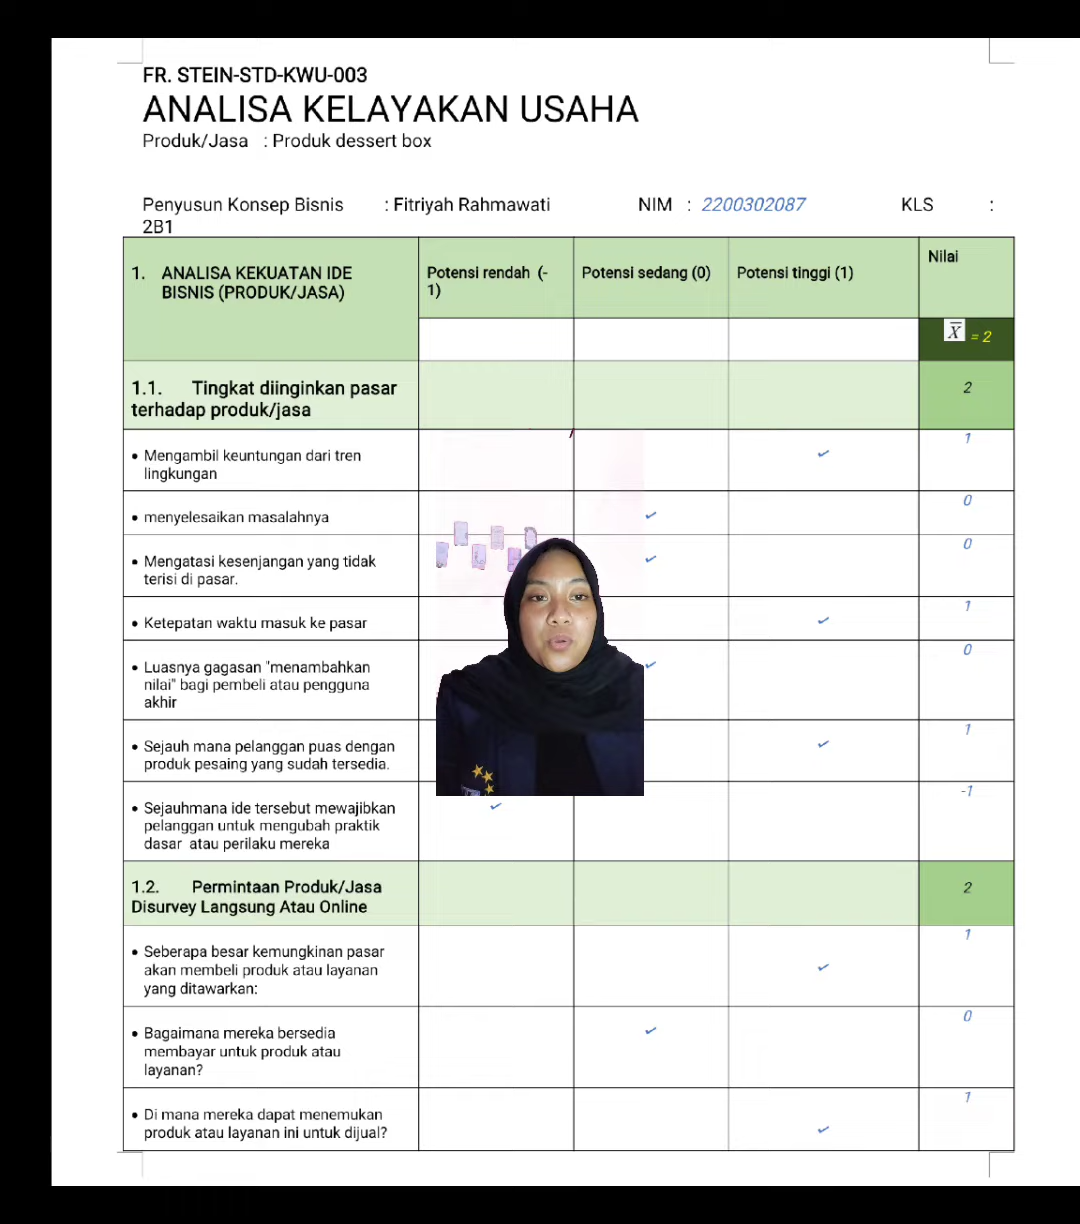 FR. STEIN-STD-KWU-003
ANALISA KELAYAKAN USAHA
Produk/Jasa : Produk dessert box
Penyusun Konsep Bisnis : Fitriyah Rahmawati NIM : 2200302087 KLS :
2B1
1. ANALISA KEKUATAN IDE
BISNIS (PRODUK/JASA)
Potensi rendah (-
1)
Potensi sedang (0)
Potensi tinggi (1)
Nilai
X̅ = 2
1.1. Tingkat diinginkan pasar
terhadap produk/jasa
2
• Mengambil keuntungan dari tren
lingkungan
✓
1
• menyelesaikan masalahnya
✓
0
• Mengatasi kesenjangan yang tidak
terisi di pasar.
✓
0
• Ketepatan waktu masuk ke pasar
✓
1
• Luasnya gagasan "menambahkan
nilai" bagi pembeli atau pengguna
akhir
✓
0
• Sejauh mana pelanggan puas dengan
produk pesaing yang sudah tersedia.
✓
1
• Sejauhmana ide tersebut mewajibkan
pelanggan untuk mengubah praktik
dasar atau perilaku mereka
✓
-1
1.2. Permintaan Produk/Jasa
Disurvey Langsung Atau Online
2
• Seberapa besar kemungkinan pasar
akan membeli produk atau layanan
yang ditawarkan:
✓
1
• Bagaimana mereka bersedia
membayar untuk produk atau
layanan?
✓
0
• Di mana mereka dapat menemukan
produk atau layanan ini untuk dijual?
✓
1